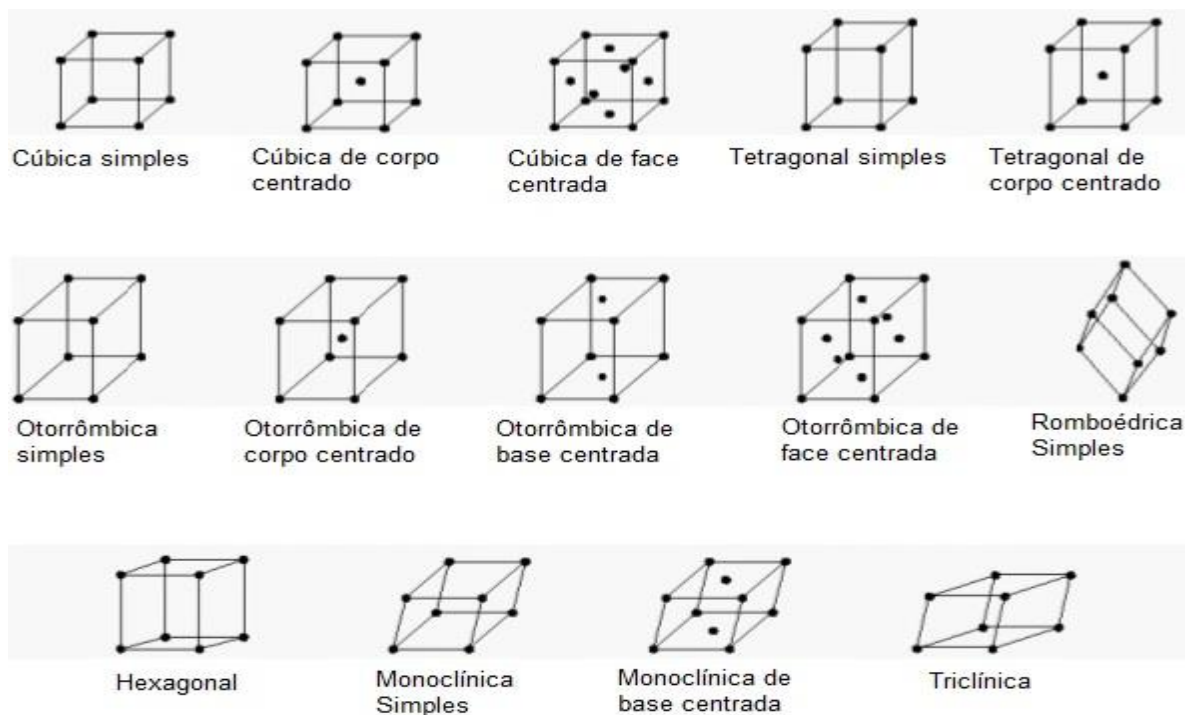 Cúbica simples
Cúbica de corpo
centrado
Cúbica de face
centrada
Tetragonal simples
Tetragonal de
corpo centrado
Otorrômbica
simples
Otorrômbica de
corpo centrado
Otorrômbica de
base centrada
Otorrômbica de
face centrada
Romboédrica
Simples
Hexagonal
Monoclínica
Simples
Monoclínica de
base centrada
Triclínica